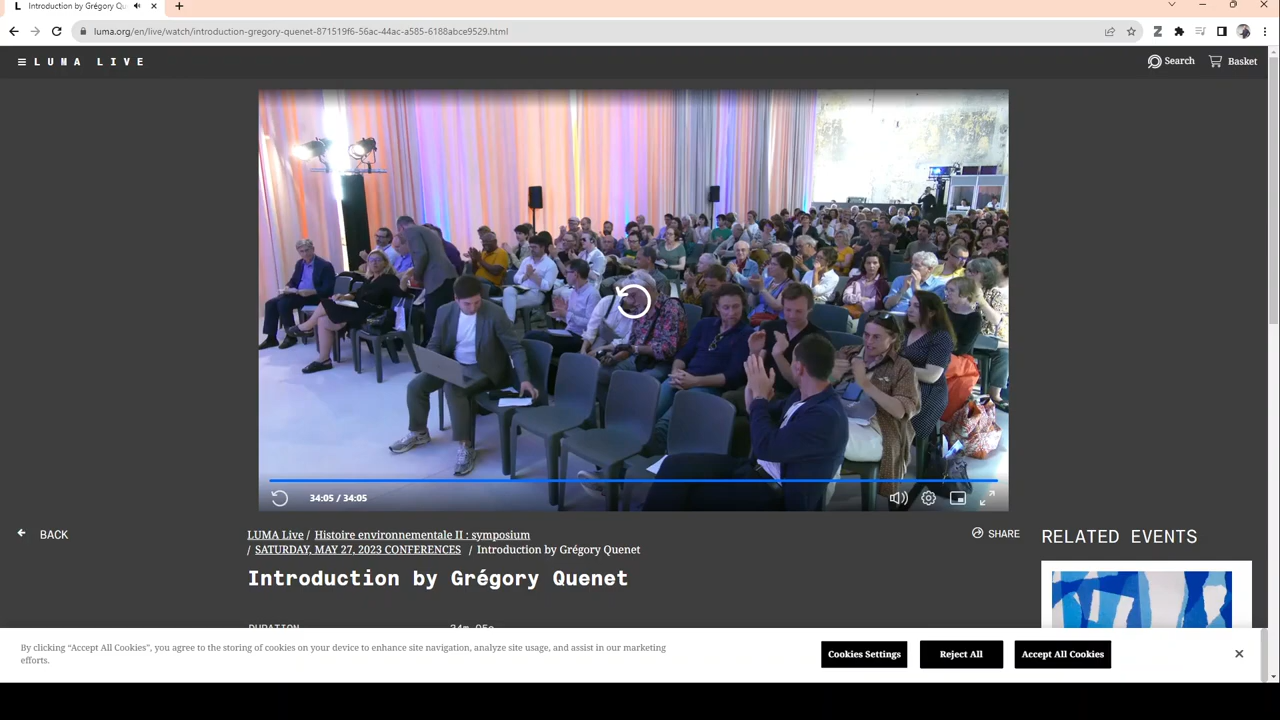 Introduction by Grégory Qu
luma.org/en/live/watch/introduction-gregory-quenet-871519f6-56ac-44ac-a585-6188abce9529.html
LUMA LIVE
Search
Basket
34:05 / 34:05
BACK
LUMA Live / Histoire environnementale II : symposium
/ SATURDAY, MAY 27, 2023 CONFERENCES / Introduction by Grégory Quenet
SHARE
RELATED EVENTS
Introduction by Grégory Quenet
DURATION
34m 05s
By clicking “Accept All Cookies”, you agree to the storing of cookies on your device to enhance site navigation, analyze site usage, and assist in our marketing
efforts.
Cookies Settings
Reject All
Accept All Cookies